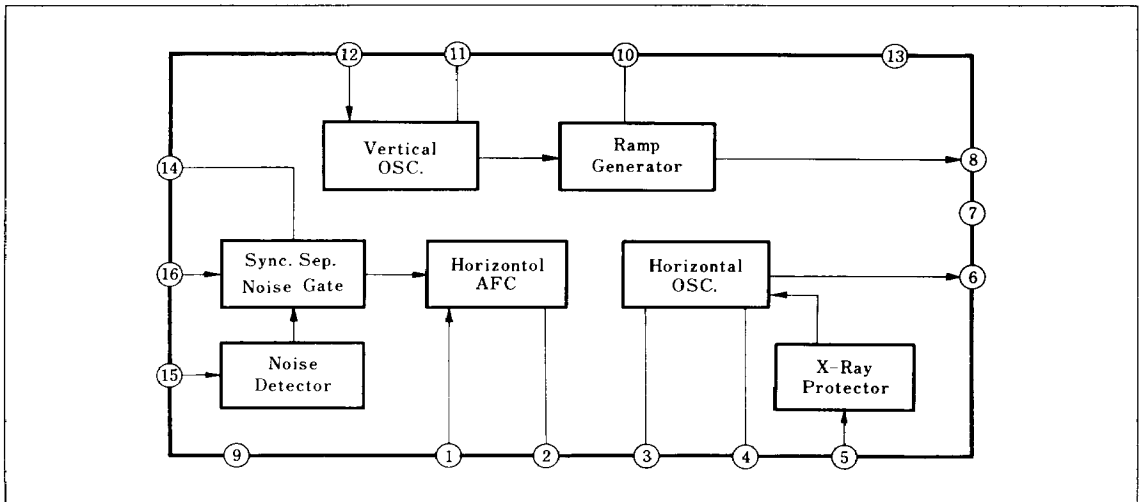 12
11
10
13
Vertical
OSC.
Ramp
Generator
14
8
7
Sync. Sep.
Noise Gate
Horizontol
AFC
Horizontal
OSC.
16
6
Noise
Detector
X-Ray
Protector
15
9
1
2
3
4
5